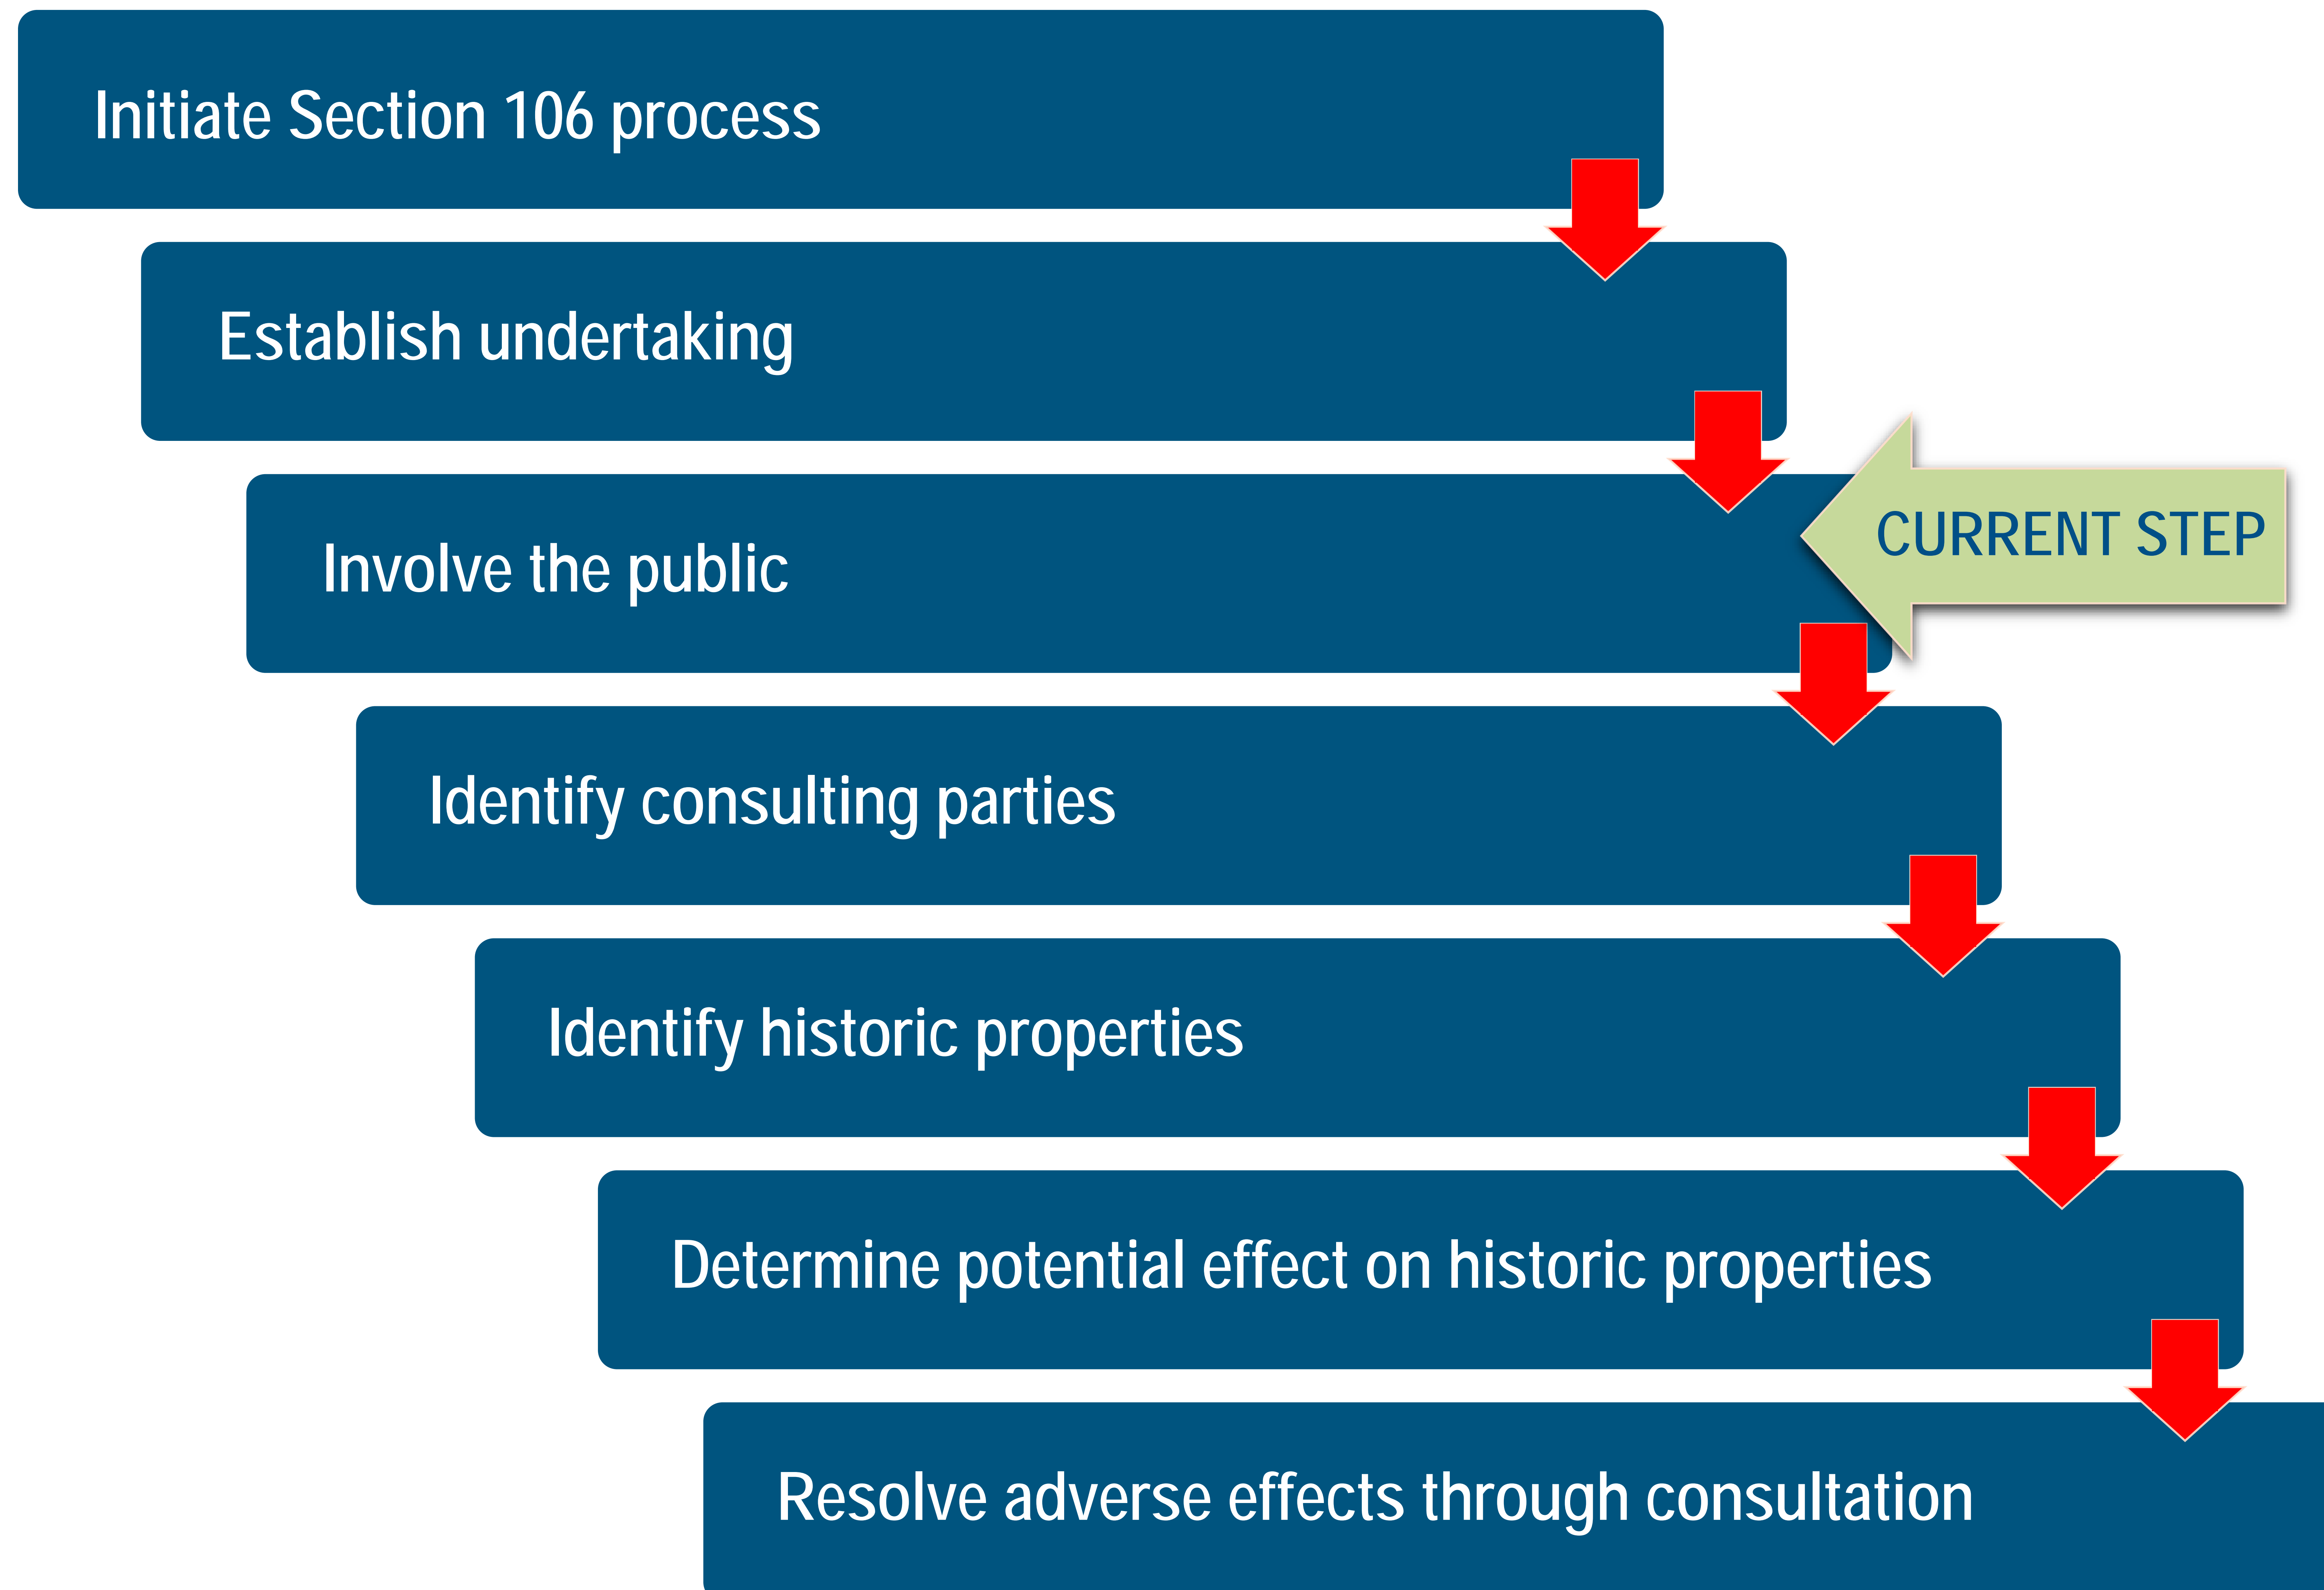 Initiate Section 106 process
Establish undertaking
Involve the public
CURRENT STEP
Identify consulting parties
Identify historic properties
Determine potential effect on historic properties
Resolve adverse effects through consultation